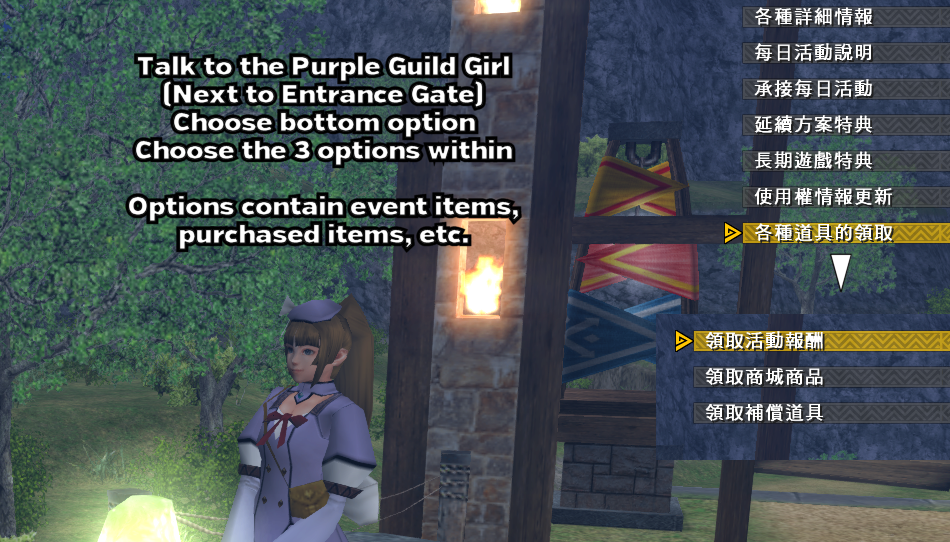 Talk to the Purple Guild Girl
(Next to Entrance Gate)
Choose bottom option
Choose the 3 options within
Options contain event items,
purchased items, etc.
各種詳細情報
每日活動說明
承接每日活動
延續方案特典
長期遊戲特典
使用權情報更新
各種道具的領取
領取活動報酬
領取商城商品
領取補償道具